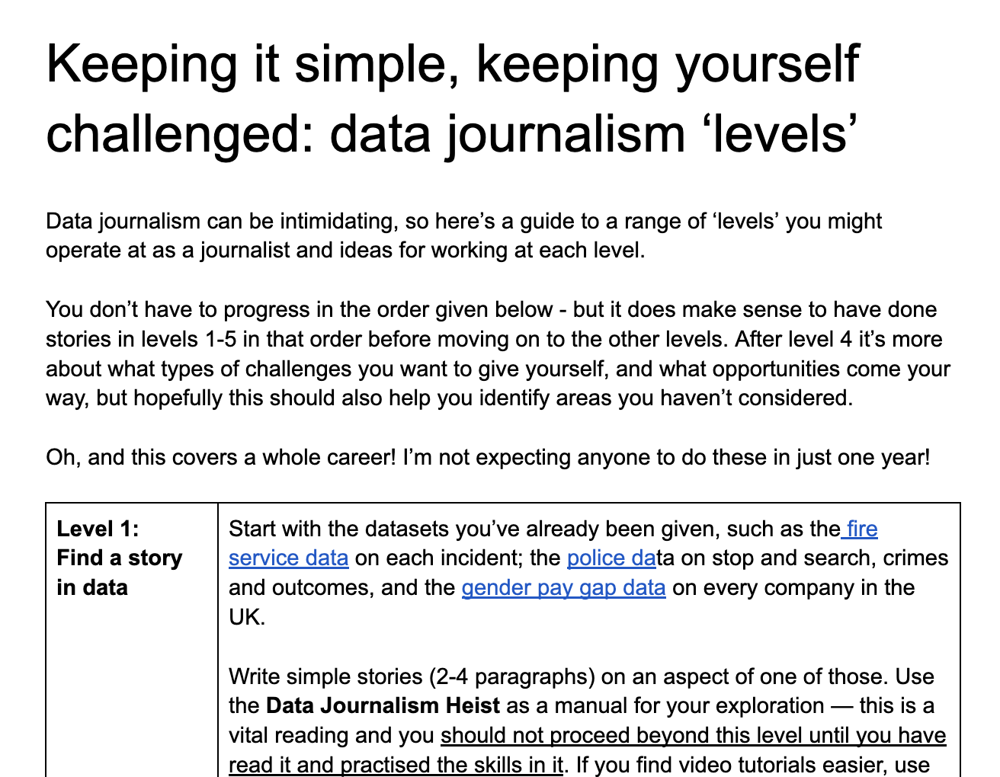 Keeping it simple, keeping yourself
challenged: data journalism ‘levels’
Data journalism can be intimidating, so here’s a guide to a range of ‘levels’ you might
operate at as a journalist and ideas for working at each level.
You don’t have to progress in the order given below - but it does make sense to have done
stories in levels 1-5 in that order before moving on to the other levels. After level 4 it’s more
about what types of challenges you want to give yourself, and what opportunities come your
way, but hopefully this should also help you identify areas you haven’t considered.
Oh, and this covers a whole career! I’m not expecting anyone to do these in just one year!
Level 1:
Find a story
in data
Start with the datasets you’ve already been given, such as the fire
service data on each incident; the police data on stop and search, crimes
and outcomes, and the gender pay gap data on every company in the
UK.
Write simple stories (2-4 paragraphs) on an aspect of one of those. Use
the Data Journalism Heist as a manual for your exploration — this is a
vital reading and you should not proceed beyond this level until you have
read it and practised the skills in it. If you find video tutorials easier, use